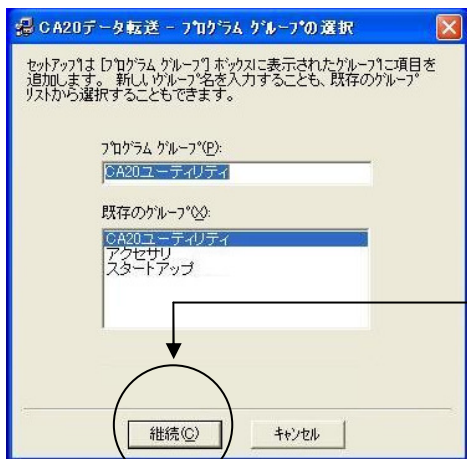 CA20データ転送 - ﾌﾟﾛｸﾞﾗﾑ ｸﾞﾙｰﾌﾟの選択
ｾｯﾄｱｯﾌﾟは [ﾌﾟﾛｸﾞﾗﾑ ｸﾞﾙｰﾌﾟ] ﾎﾞｯｸｽに表示されたｸﾞﾙｰﾌﾟに項目を
追加します。 新しいｸﾞﾙｰﾌﾟ名を入力することも、既存のｸﾞﾙｰﾌﾟ
ﾘｽﾄから選択することもできます。
ﾌﾟﾛｸﾞﾗﾑ ｸﾞﾙｰﾌﾟ(P):
CA20ユーティリティ
既存のｸﾞﾙｰﾌﾟ(X):
CA20ユーティリティ
アクセサリ
スタートアップ
継続(C)
ｷｬﾝｾﾙ